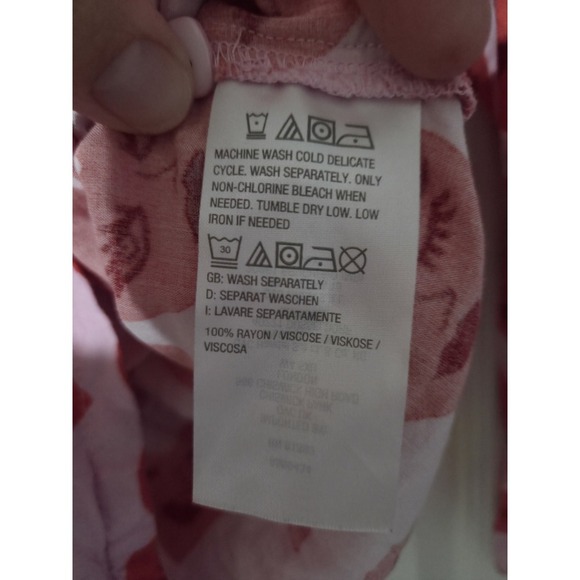 MACHINE WASH COLD DELICATE
CYCLE. WASH SEPARATELY. ONLY
NON-CHLORINE BLEACH WHEN
NEEDED. TUMBLE DRY LOW. LOW
IRON IF NEEDED
30
GB: WASH SEPARATELY
D: SEPARAT WASCHEN
I: LAVARE SEPARATAMENTE
100% RAYON / VISCOSE / VISKOSE /
VISCOSA